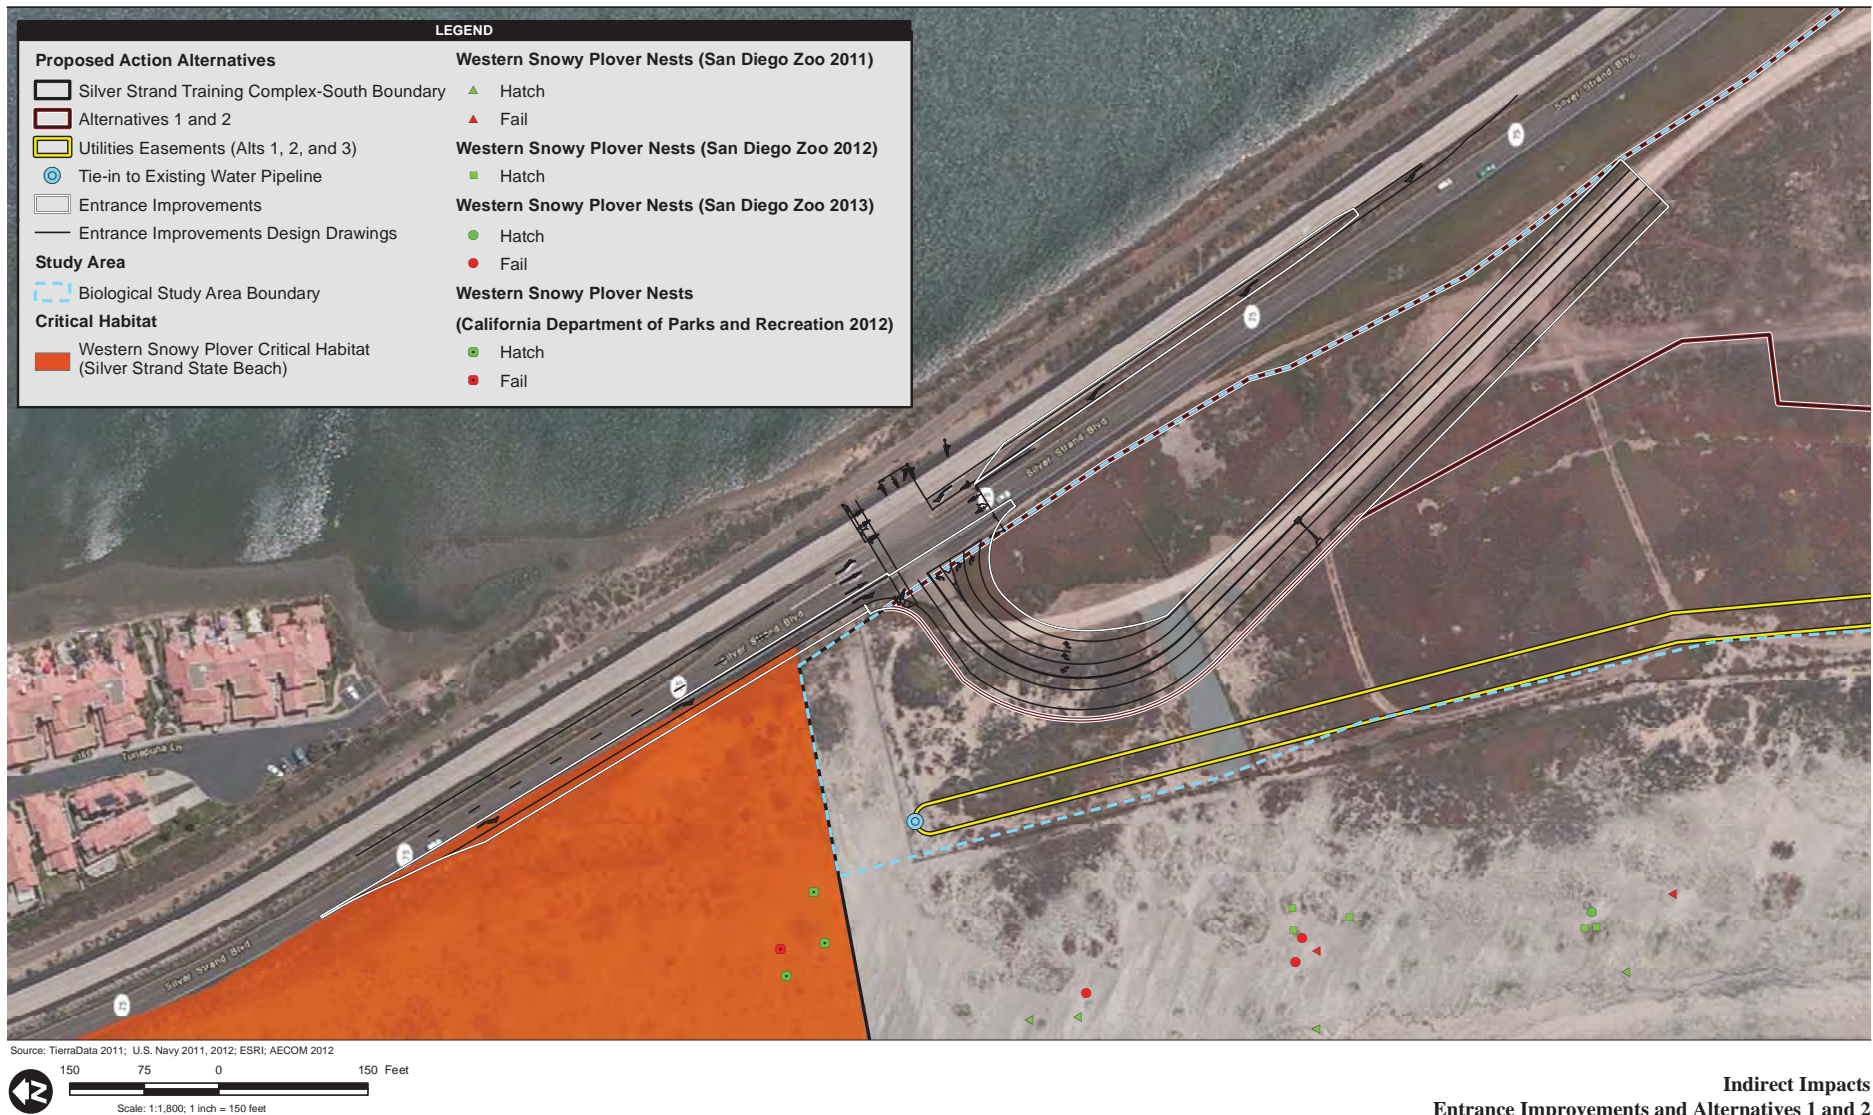 LEGEND
Proposed Action Alternatives
Silver Strand Training Complex-South Boundary
Alternatives 1 and 2
Utilities Easements (Alts 1, 2, and 3)
Tie-in to Existing Water Pipeline
Entrance Improvements
Entrance Improvements Design Drawings
Study Area
Biological Study Area Boundary
Critical Habitat
Western Snowy Plover Critical Habitat
(Silver Strand State Beach)
Western Snowy Plover Nests (San Diego Zoo 2011)
Hatch
Fail
Western Snowy Plover Nests (San Diego Zoo 2012)
Hatch
Western Snowy Plover Nests (San Diego Zoo 2013)
Hatch
Fail
Western Snowy Plover Nests
(California Department of Parks and Recreation 2012)
Hatch
Fail
Silver Strand Blvd
75
75
Silver Strand Blvd
Silver Strand Blvd
Tunapuna Ln
75
Silver Strand Blvd
75
Source: TierraData 2011; U.S. Navy 2011, 2012; ESRI; AECOM 2012
150 75 0 150 Feet
N
Scale: 1:1,800; 1 inch = 150 feet
Indirect Impacts
Entrance Improvements and Alternatives 1 and 2